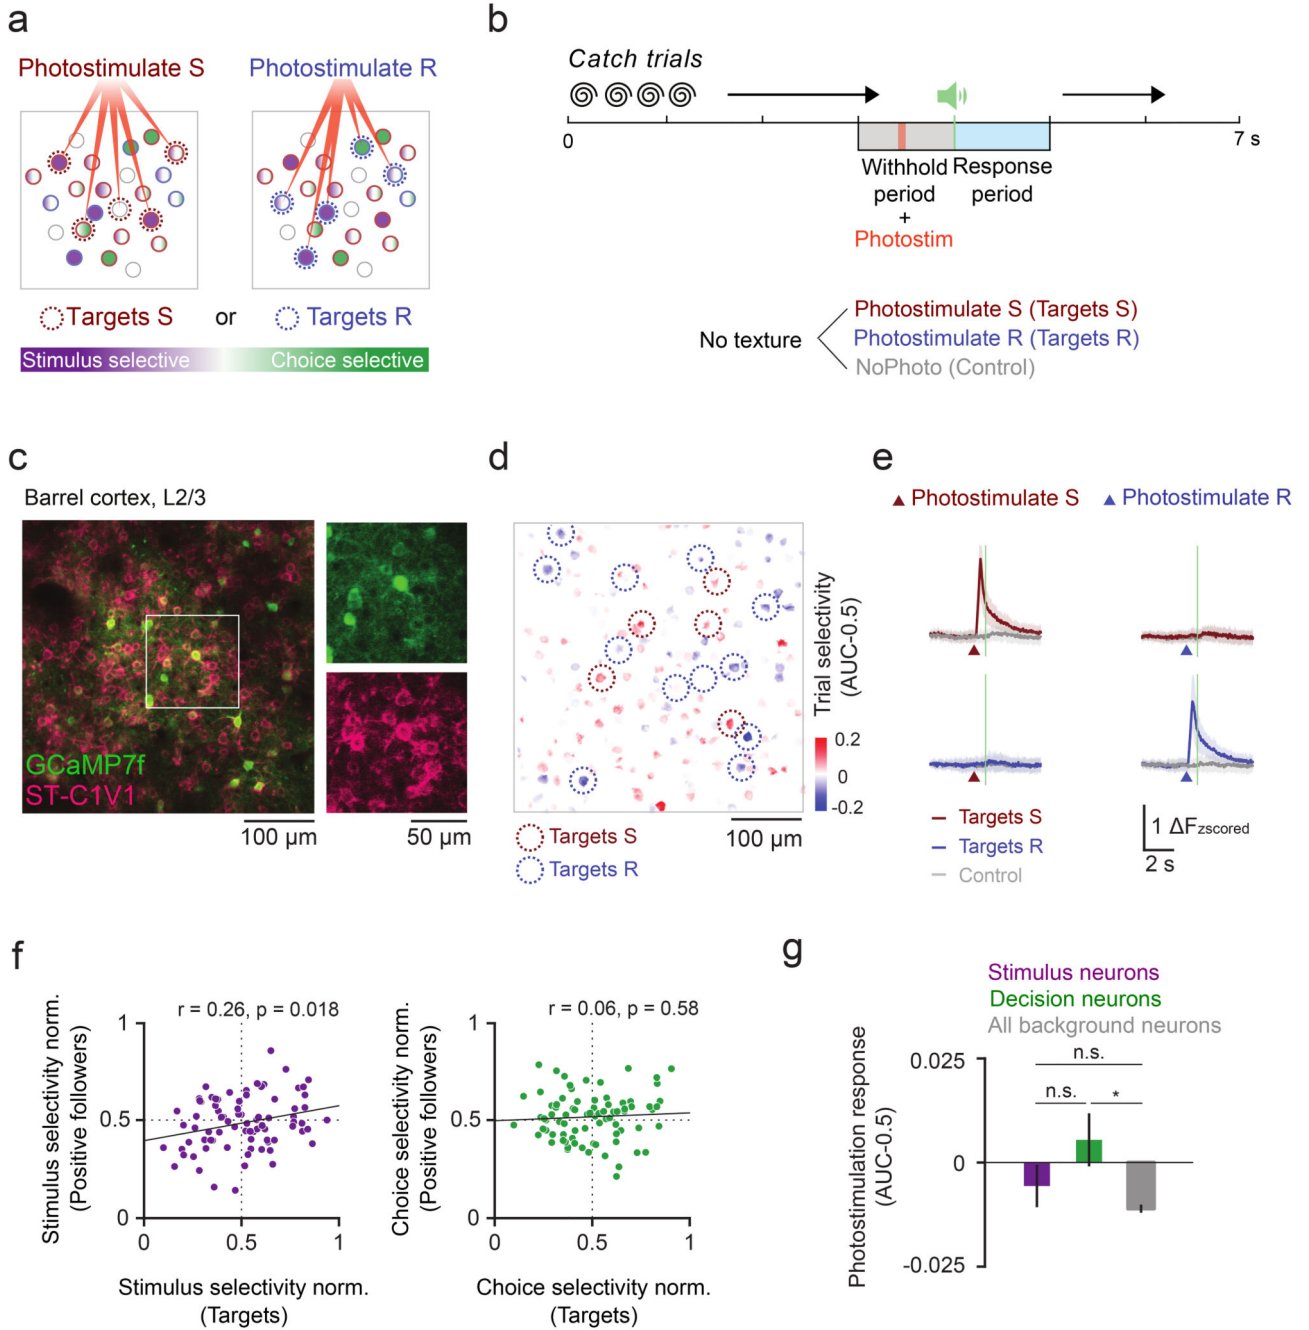 a
Photostimulate S
Photostimulate R
Targets S
or
Targets R
Stimulus selective
Choice selective
b
Catch trials
0
7 s
Withhold
period
+
Photostim
Response
period
No texture
Photostimulate S (Targets S)
Photostimulate R (Targets R)
NoPhoto (Control)
c
Barrel cortex, L2/3
GCaMP7f
ST-C1V1
100 µm
50 µm
d
Trial selectivity
(AUC-0.5)
0.2
0
-0.2
Targets S
Targets R
100 µm
e
Photostimulate S
Photostimulate R
Targets S
Targets R
Control
1 ΔFzscored
2 s
f
r = 0.26, p = 0.018
Stimulus selectivity norm.
(Positive followers)
1
0.5
0
0
0.5
1
Stimulus selectivity norm.
(Targets)
r = 0.06, p = 0.58
Choice selectivity norm.
(Positive followers)
1
0.5
0
0
0.5
1
Choice selectivity norm.
(Targets)
g
Stimulus neurons
Decision neurons
All background neurons
Photostimulation response
(AUC-0.5)
0.025
0
-0.025
n.s.
n.s.
*